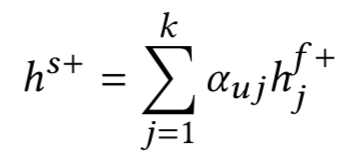 $h^{s+} = \sum_{j=1}^{k} \alpha_{uj} h_j^{f+}$